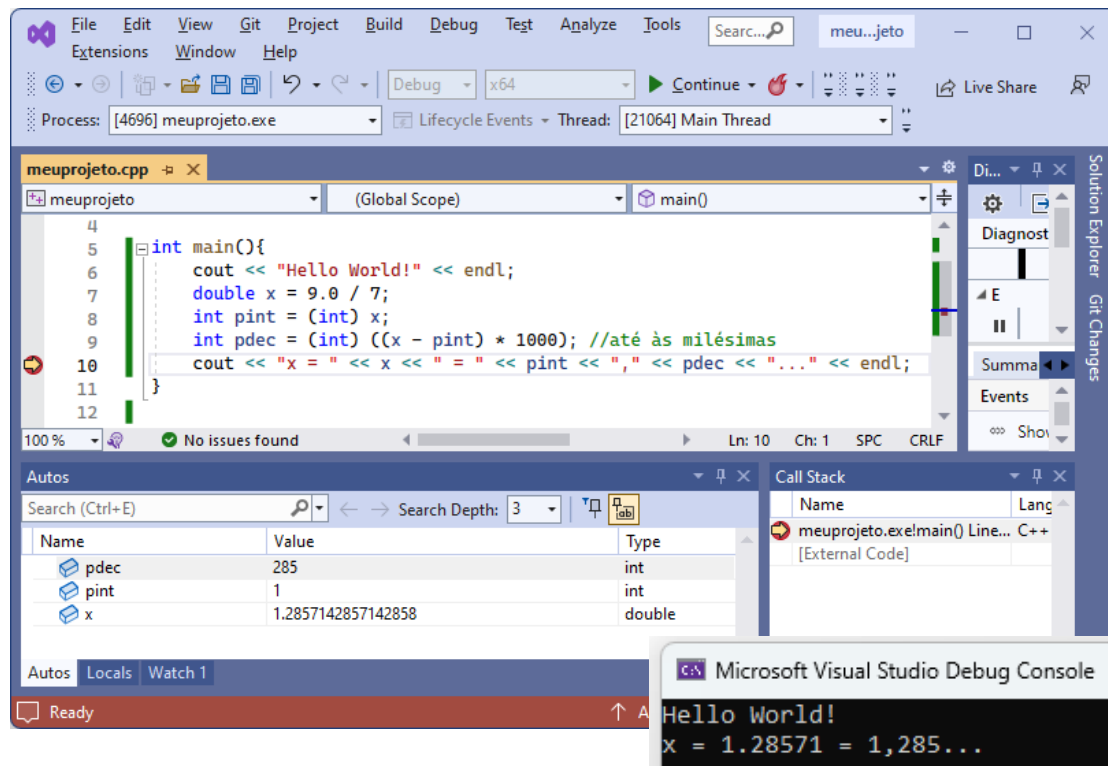 File Edit View Git Project Build Debug Test Analyze Tools Searc... meu...jeto
Extensions Window Help
Debug x64 Continue Live Share
Process: [4696] meuprojeto.exe Lifecycle Events Thread: [21064] Main Thread
meuprojeto.cpp
Di...
meuprojeto (Global Scope) main()
Solution Explorer
Git Changes
4
5 int main(){
6 cout << "Hello World!" << endl;
7 double x = 9.0 / 7;
8 int pint = (int) x;
9 int pdec = (int) ((x - pint) * 1000); //até às milésimas
10 cout << "x = " << x << " = " << pint << "," << pdec << "..." << endl;
11 }
12
100 % No issues found Ln: 10 Ch: 1 SPC CRLF
Diagnost
E
Summa
Events
Show
Autos
Search (Ctrl+E) Search Depth: 3
Name Value Type
pdec 285 int
pint 1 int
x 1.2857142857142858 double
Autos Locals Watch 1
Call Stack
Name Lang
meuprojeto.exe!main() Line... C++
[External Code]
Ready A
Microsoft Visual Studio Debug Console
Hello World!
x = 1.28571 = 1,285...